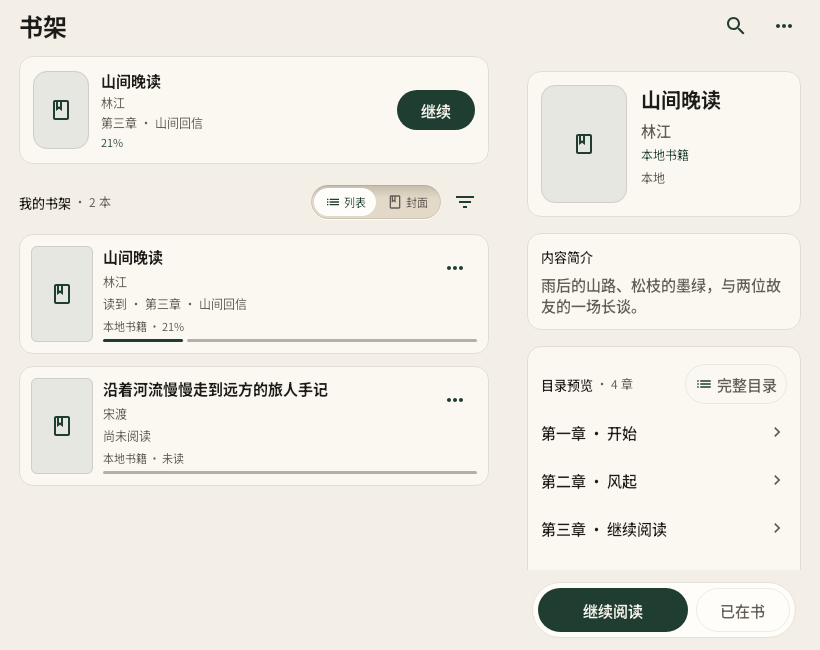 书架
山间晚读
林江
第三章 · 山间回信
21%
继续
我的书架 · 2 本
列表
封面
山间晚读
林江
读到 · 第三章 · 山间回信
本地书籍 · 21%
沿着河流慢慢走到远方的旅人手记
宋渡
尚未阅读
本地书籍 · 未读
山间晚读
林江
本地书籍
本地
内容简介
雨后的山路、松枝的墨绿，与两位故
友的一场长谈。
目录预览 · 4 章
完整目录
第一章 · 开始
第二章 · 风起
第三章 · 继续阅读
继续阅读
已在书